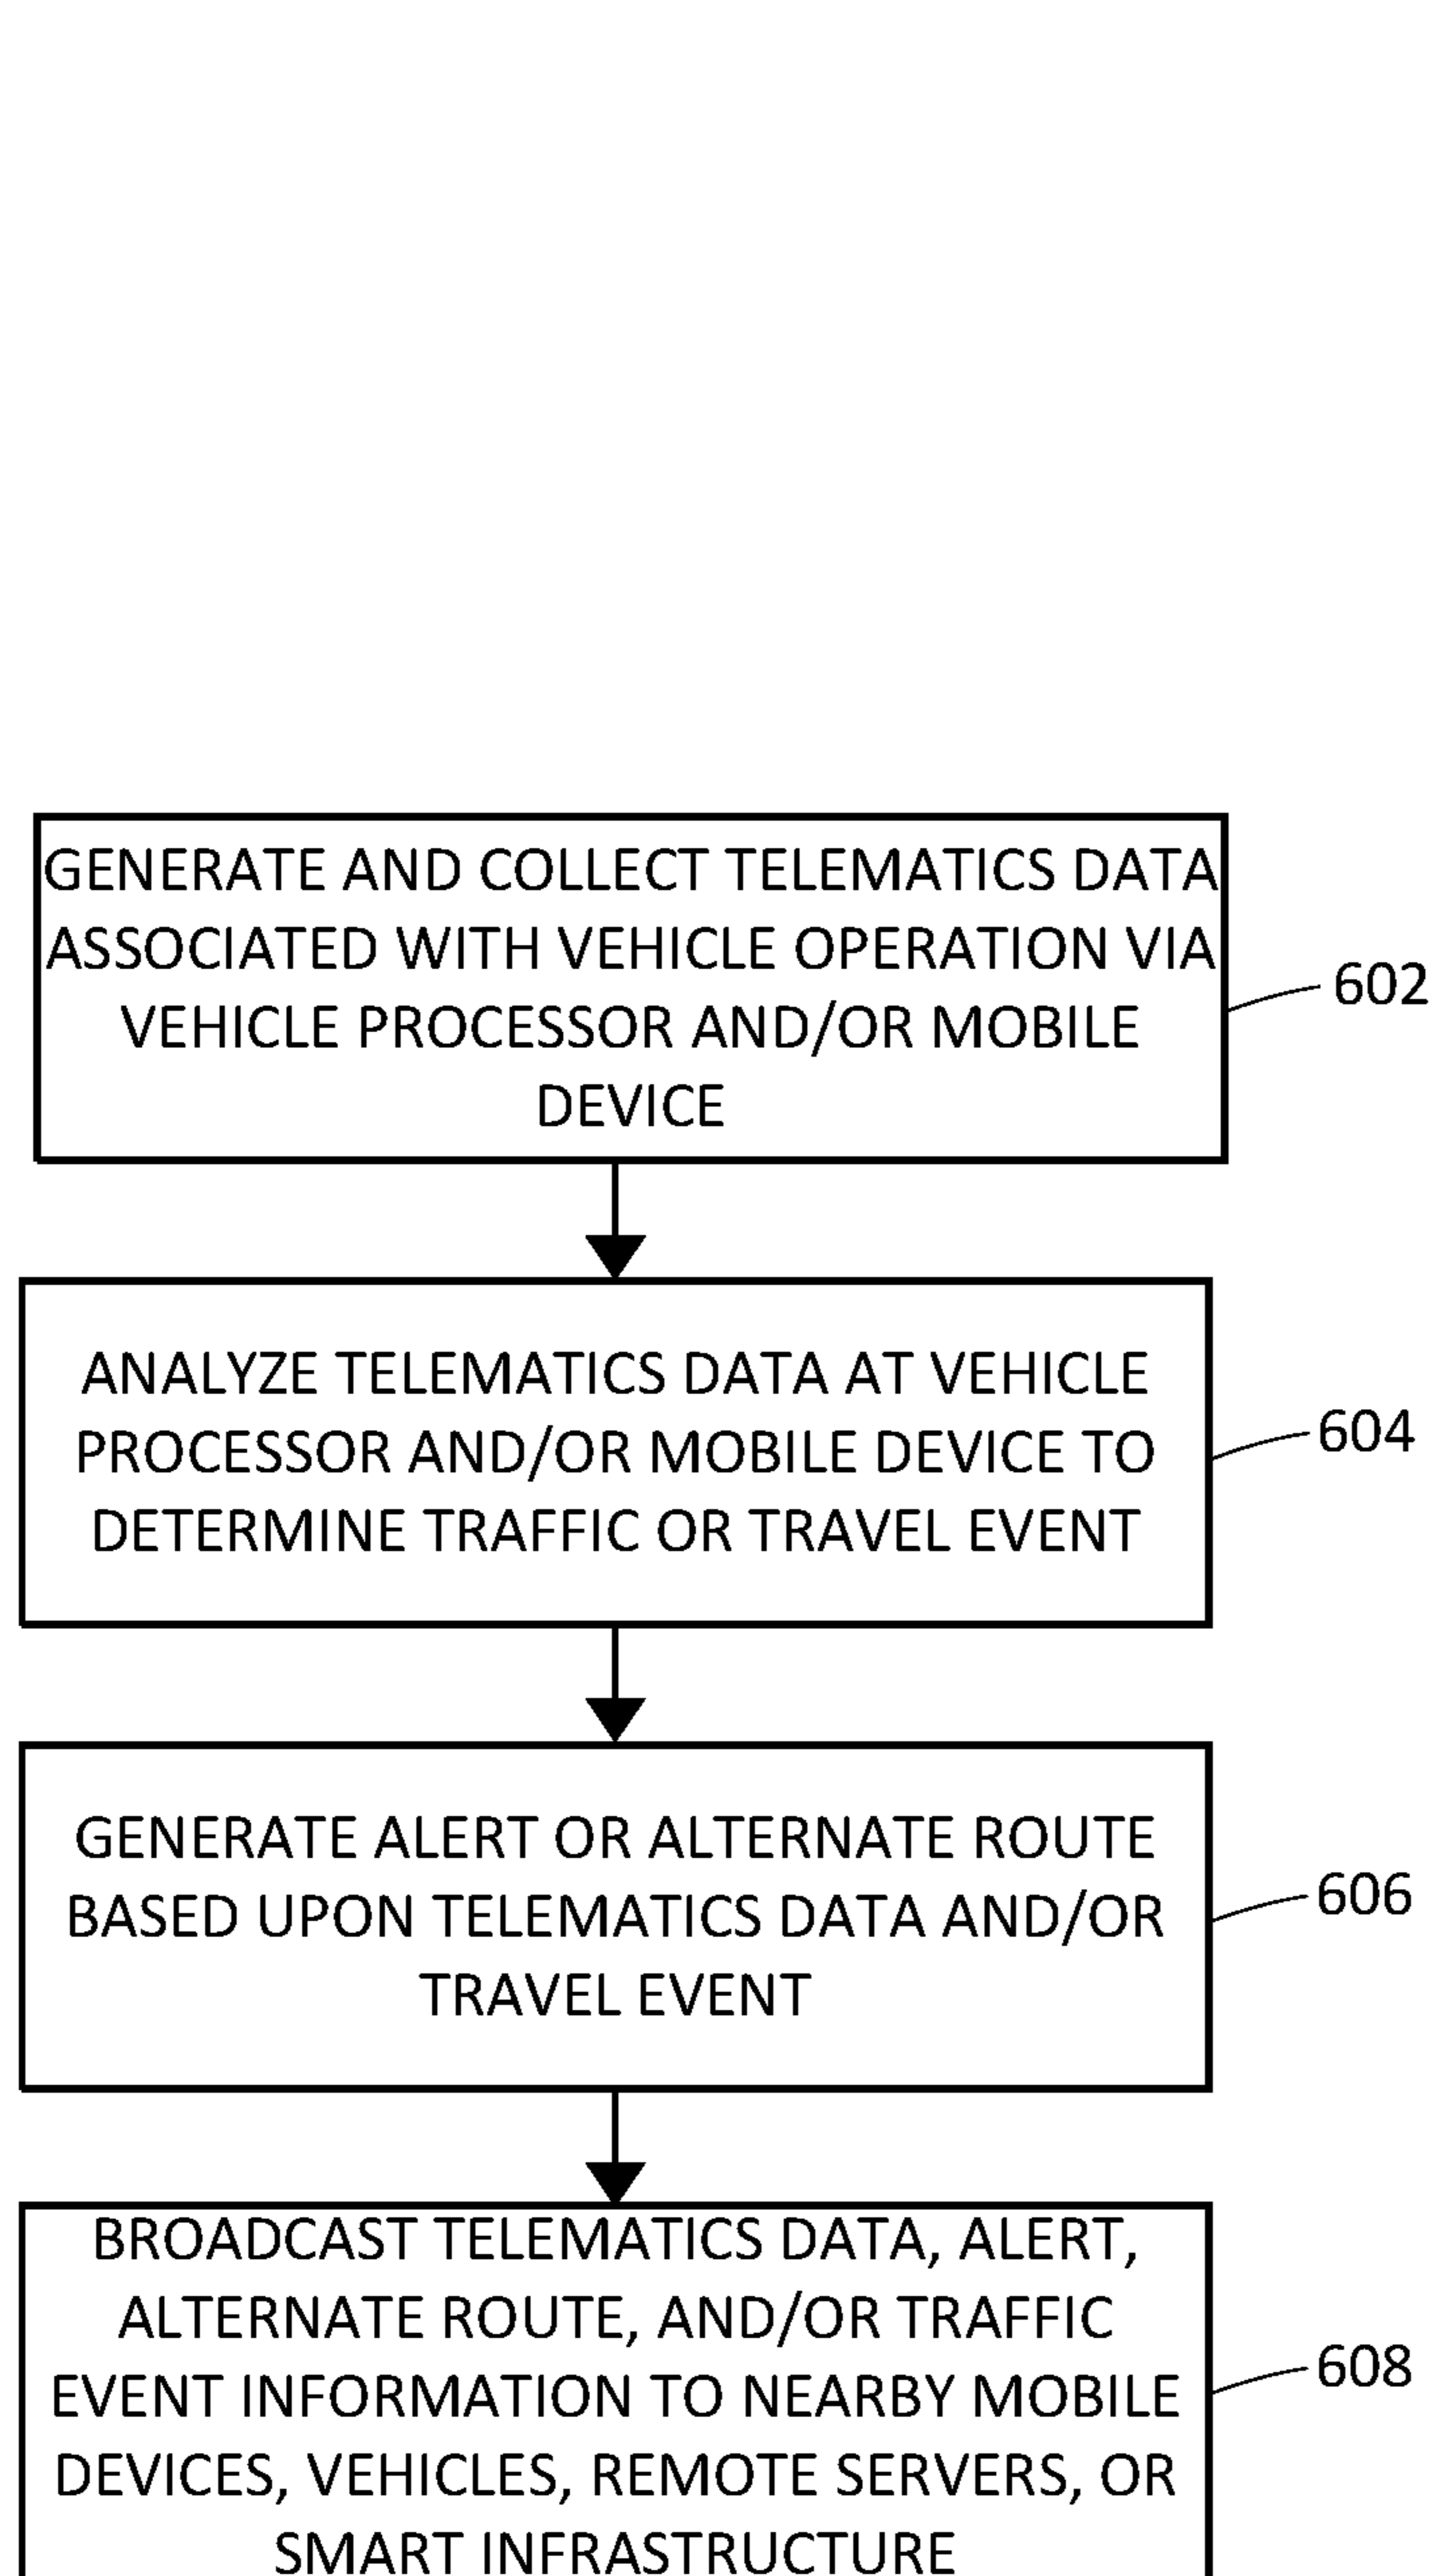 GENERATE AND COLLECT TELEMATICS DATA
ASSOCIATED WITH VEHICLE OPERATION VIA
VEHICLE PROCESSOR AND/OR MOBILE
DEVICE
602
ANALYZE TELEMATICS DATA AT VEHICLE
PROCESSOR AND/OR MOBILE DEVICE TO
DETERMINE TRAFFIC OR TRAVEL EVENT
604
GENERATE ALERT OR ALTERNATE ROUTE
BASED UPON TELEMATICS DATA AND/OR
TRAVEL EVENT
606
BROADCAST TELEMATICS DATA, ALERT,
ALTERNATE ROUTE, AND/OR TRAFFIC
EVENT INFORMATION TO NEARBY MOBILE
DEVICES, VEHICLES, REMOTE SERVERS, OR
SMART INFRASTRUCTURE
608